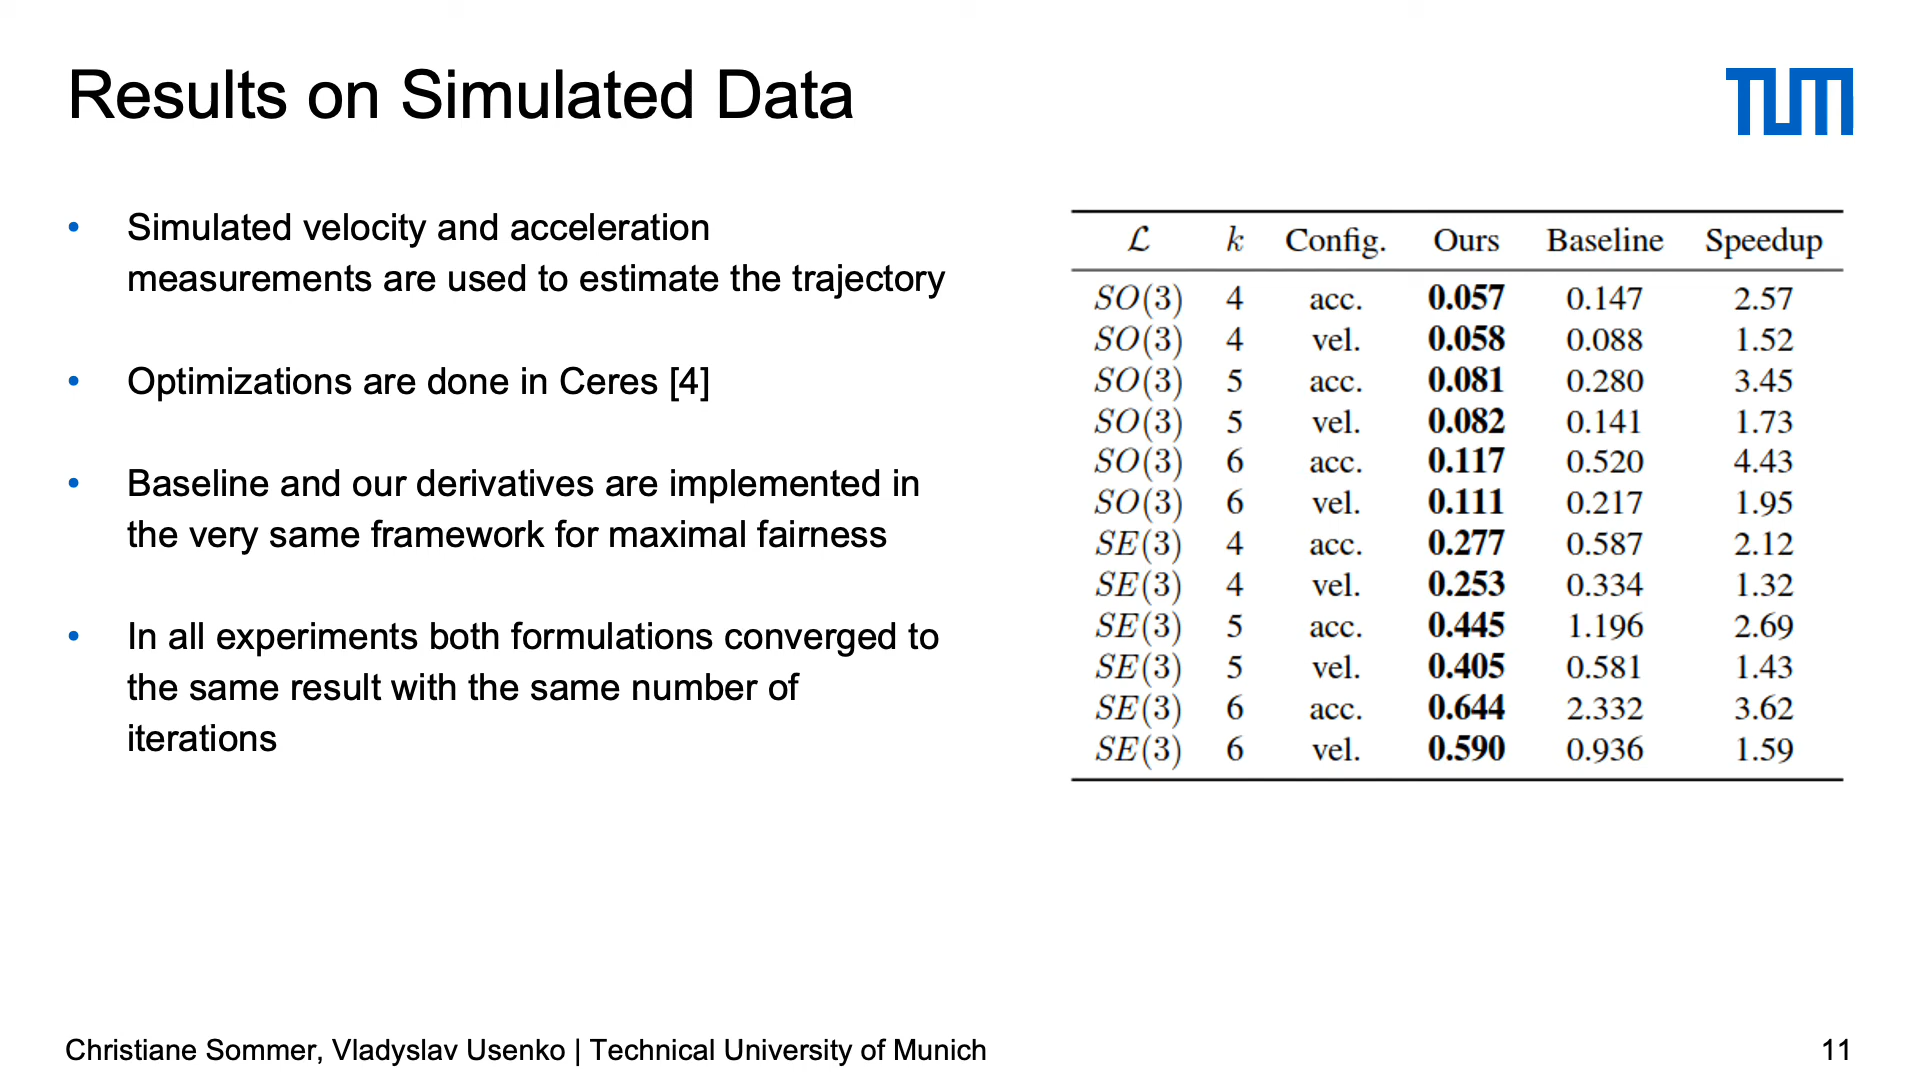 Results on Simulated Data
TUM
• Simulated velocity and acceleration
measurements are used to estimate the trajectory
• Optimizations are done in Ceres [4]
• Baseline and our derivatives are implemented in
the very same framework for maximal fairness
• In all experiments both formulations converged to
the same result with the same number of
iterations
ℒ k Config. Ours Baseline Speedup
SO(3) 4 acc. 0.057 0.147 2.57
SO(3) 4 vel. 0.058 0.088 1.52
SO(3) 5 acc. 0.081 0.280 3.45
SO(3) 5 vel. 0.082 0.141 1.73
SO(3) 6 acc. 0.117 0.520 4.43
SO(3) 6 vel. 0.111 0.217 1.95
SE(3) 4 acc. 0.277 0.587 2.12
SE(3) 4 vel. 0.253 0.334 1.32
SE(3) 5 acc. 0.445 1.196 2.69
SE(3) 5 vel. 0.405 0.581 1.43
SE(3) 6 acc. 0.644 2.332 3.62
SE(3) 6 vel. 0.590 0.936 1.59
Christiane Sommer, Vladyslav Usenko | Technical University of Munich
11